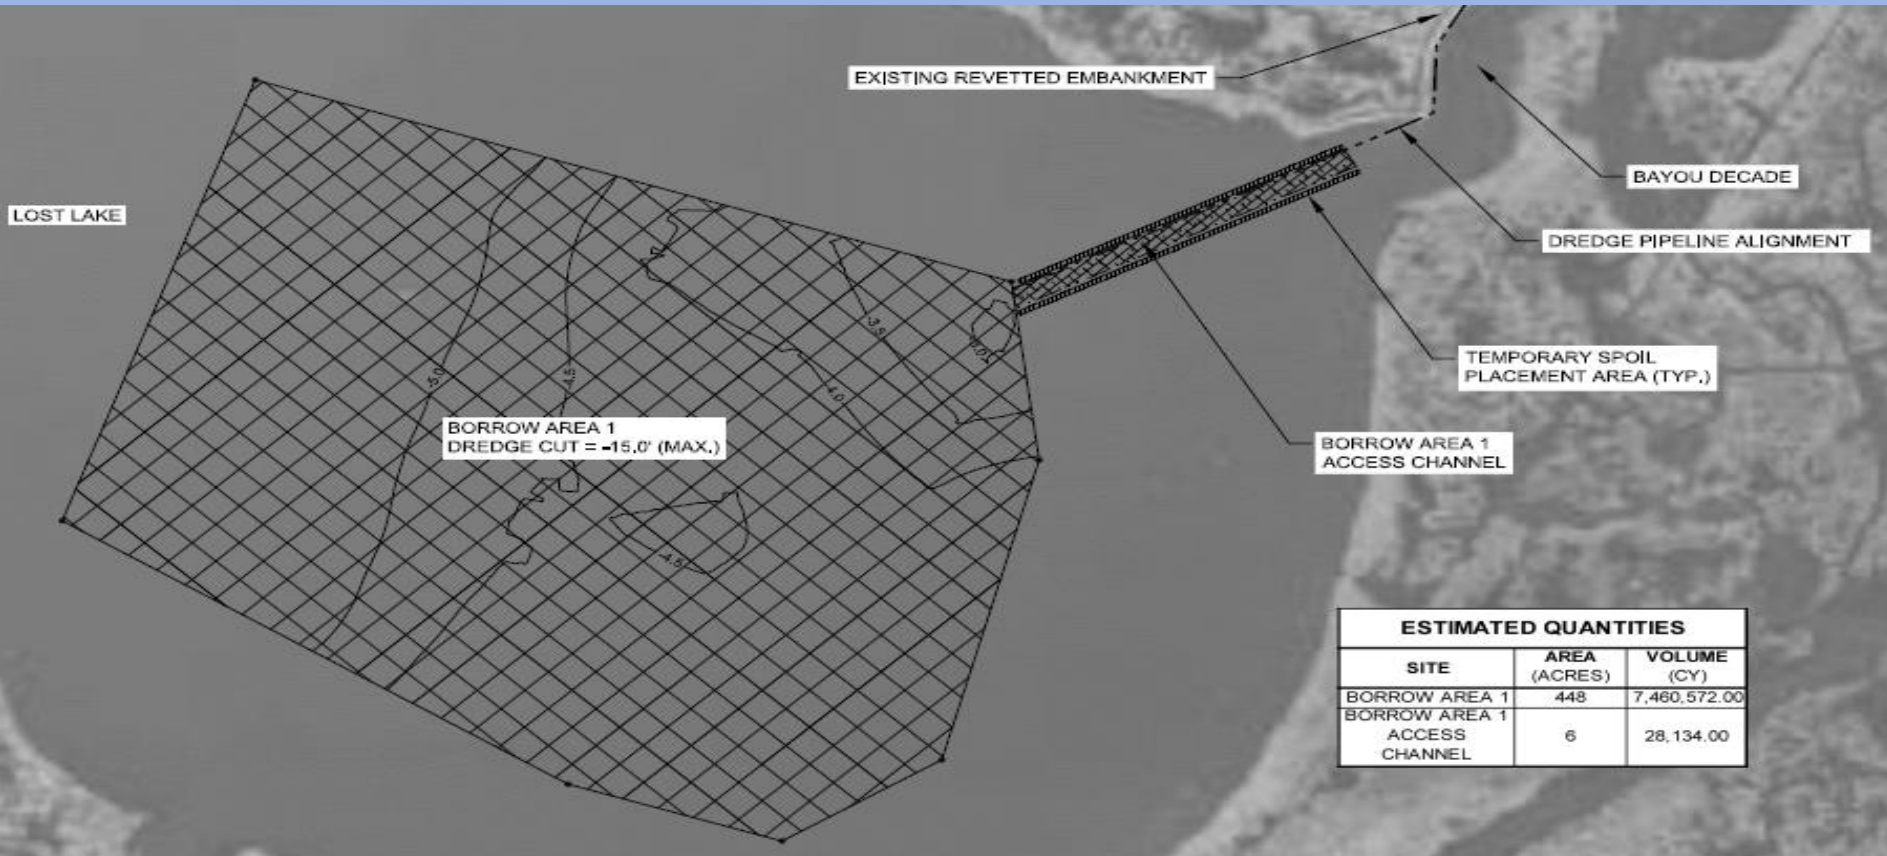 EXISTING REVETTED EMBANKMENT
BAYOU DECADE
LOST LAKE
DREDGE PIPELINE ALIGNMENT
-3.5
TEMPORARY SPOIL
PLACEMENT AREA (TYP.)
-5.0
-4.5
-4.0
BORROW AREA 1
DREDGE CUT = -15.0' (MAX.)
BORROW AREA 1
ACCESS CHANNEL
-4.5
ESTIMATED QUANTITIES
SITE AREA (ACRES) VOLUME (CY)
BORROW AREA 1 448 7,460,572.00
BORROW AREA 1
ACCESS 6 28,134.00
CHANNEL